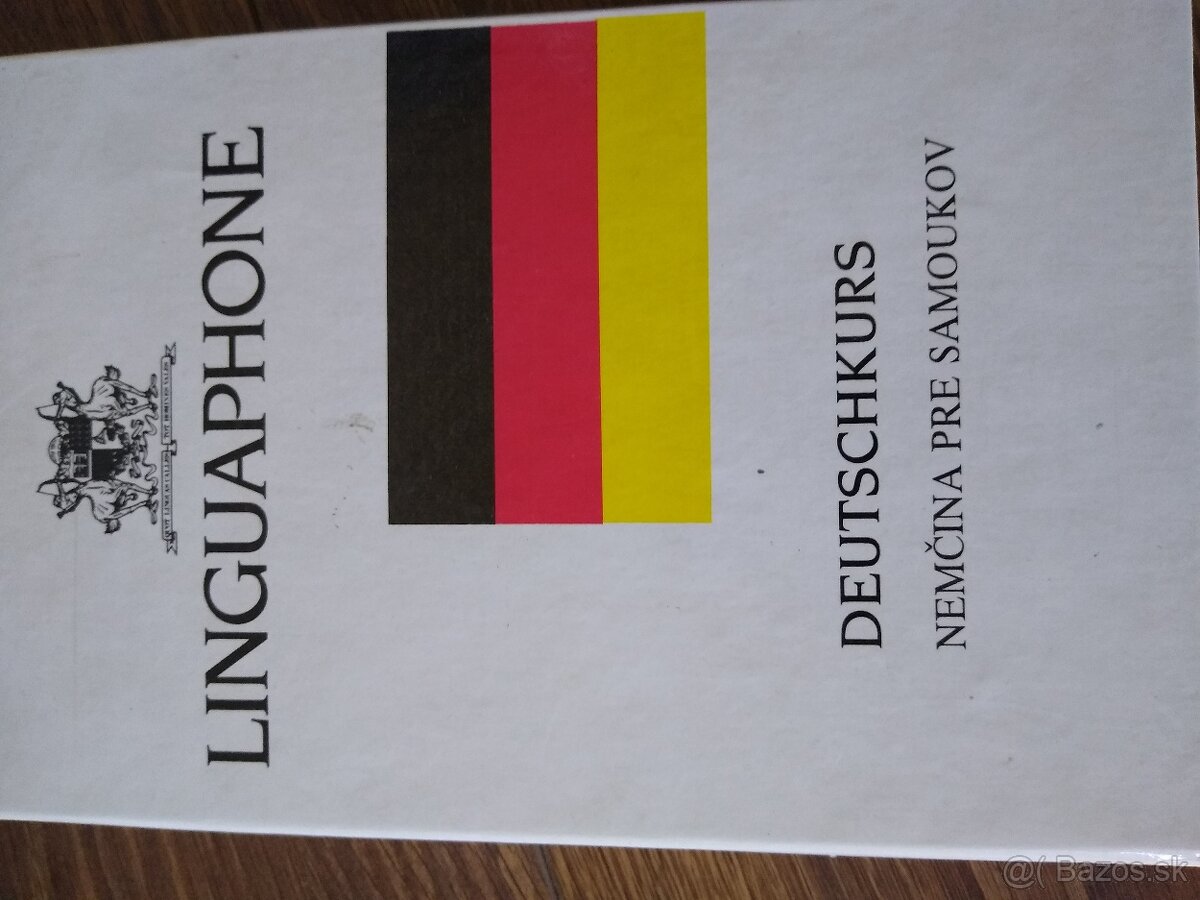 LINGUAPHONE
DEUTSCHKURS
NEMČINA PRE SAMOUKOV
@( Bazos.sk